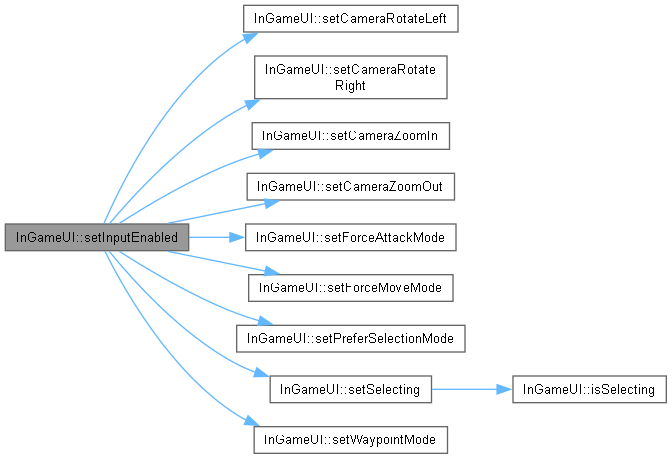 InGameUI::setCameraRotateLeft
InGameUI::setCameraRotate
Right
InGameUI::setCameraZoomIn
InGameUI::setCameraZoomOut
InGameUI::setInputEnabled
InGameUI::setForceAttackMode
InGameUI::setForceMoveMode
InGameUI::setPreferSelectionMode
InGameUI::setSelecting
InGameUI::isSelecting
InGameUI::setWaypointMode